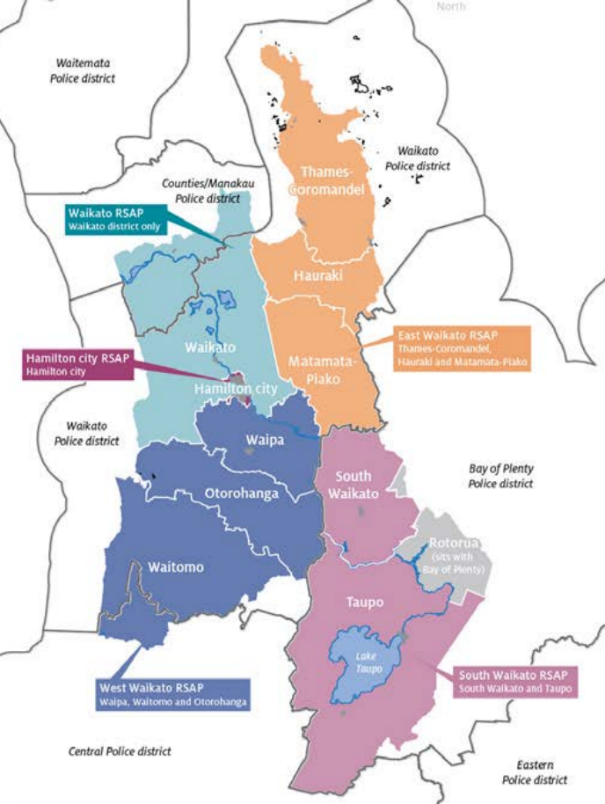 North
Waitemata
Police district
Waikato
Police district
Thames-
Coromandel
Counties/Manakau
Police district
Waikato RSAP
Waikato district only
Hauraki
East Waikato RSAP
Thames-Coromandel,
Hauraki and Matamata-Piako
Waikato
Hamilton city RSAP
Hamilton city
Matamata-
Piako
Hamilton city
Waikato
Police district
Waipa
South
Waikato
Bay of Plenty
Police district
Otorohanga
Rotorua
(sits with
Bay of Plenty)
Waitomo
Taupo
Lake
Taupo
West Waikato RSAP
Waipa, Waitomo and Otorohanga
South Waikato RSAP
South Waikato and Taupo
Central Police district
Eastern
Police district